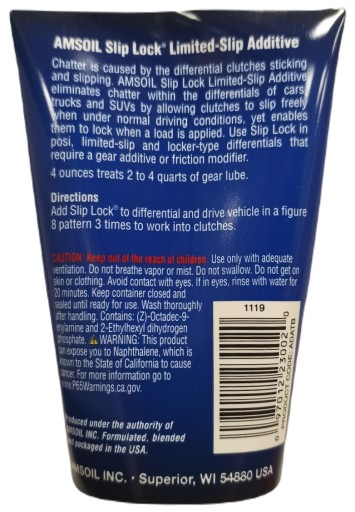 AMSOIL Slip Lock® Limited-Slip Additive
Chatter is caused by the differential clutches sticking
and slipping. AMSOIL Slip Lock Limited-Slip Additive
eliminates chatter within the differentials of cars,
trucks and SUVs by allowing clutches to slip freely
when under normal driving conditions, yet enables
them to lock when a load is applied. Use Slip Lock in
posi, limited-slip and locker-type differentials that
require a gear additive or friction modifier.
4 ounces treats 2 to 4 quarts of gear lube.
Directions
Add Slip Lock® to differential and drive vehicle in a figure
8 pattern 3 times to work into clutches.
CAUTION: Keep out of the reach of children. Use only with adequate
ventilation. Do not breathe vapor or mist. Do not swallow. Do not get on
skin or clothing. Avoid contact with eyes. If in eyes, rinse with water for
20 minutes. Keep container closed and
sealed until ready for use. Wash thoroughly
after handling. Contains: (Z)-Octadec-9-
enylamine and 2-Ethylhexyl dihydrogen
phosphate. ⚠ WARNING: This product
can expose you to Naphthalene, which is
known to the State of California to cause
cancer. For more information go to
www.P65Warnings.ca.gov.
1119
PRODUCT CODE: ADATB
Produced under the authority of
AMSOIL INC. Formulated, blended
and packaged in the USA.
AMSOIL INC. • Superior, WI 54880 USA